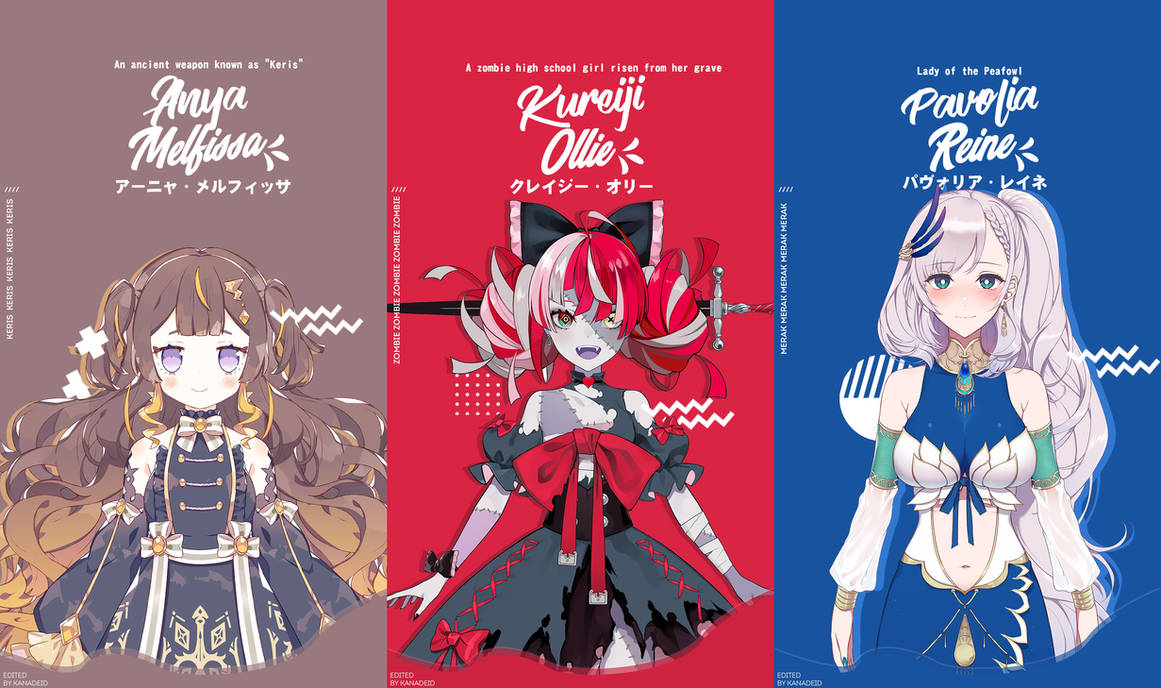 An ancient weapon known as "Keris"
Anya
Melfissa
アーニャ・メルフィッサ
KERIS KERIS KERIS KERIS
EDITED
BY KANADEID
A zombie high school girl risen from her grave
Kureiji
Ollie
クレイジー・オリー
ZOMBIE ZOMBIE ZOMBIE ZOMBIE
EDITED
BY KANADEID
Lady of the Peafowl
Pavolia
Reine
パヴォリア・レイネ
MERAK MERAK MERAK MERAK
EDITED
BY KANADEID